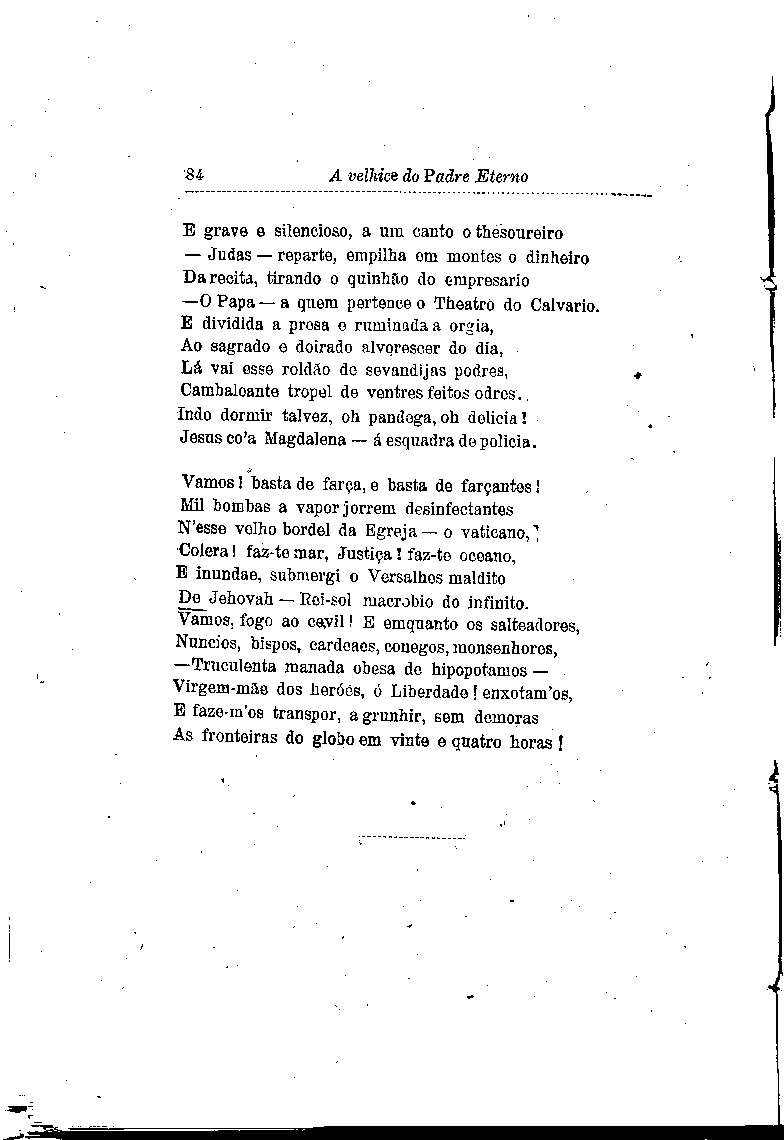 84 A velhice do Padre Eterno
E grave e silencioso, a um canto o thesoureiro
— Judas — reparte, empilha em montes o dinheiro
Da recita, tirando o quinhão do empresario
—O Papa — a quem pertence o Theatro do Calvario.
E dividida a prosa e ruminada a orgia,
Ao sagrado e doirado alvorescer do dia,
Lá vai esse roldão de sevandijas podres,
Cambaleante tropel de ventres feitos odres.
Indo dormir talvez, oh pandega, oh delicia!
Jesus co'a Magdalena — á esquadra de policia.
Vamos! basta de farça, e basta de farçantes!
Mil bombas a vapor jorrem desinfectantes
N'esse velho bordel da Egreja — o vaticano,
Colera! faz-te mar, Justiça! faz-te oceano,
E inundae, submergi o Versalhes maldito
De Jehovah — Rei-sol macrobio do infinito.
Vamos, fogo ao covil! E emquanto os salteadores,
Nuncios, bispos, cardeaes, conegos, monsenhores,
—Truculenta manada obesa de hipopotamos —
Virgem-mãe dos heróes, ó Liberdade! enxotam'os,
E faze-m'os transpor, a grunhir, sem demoras
As fronteiras do globo em vinte e quatro horas!